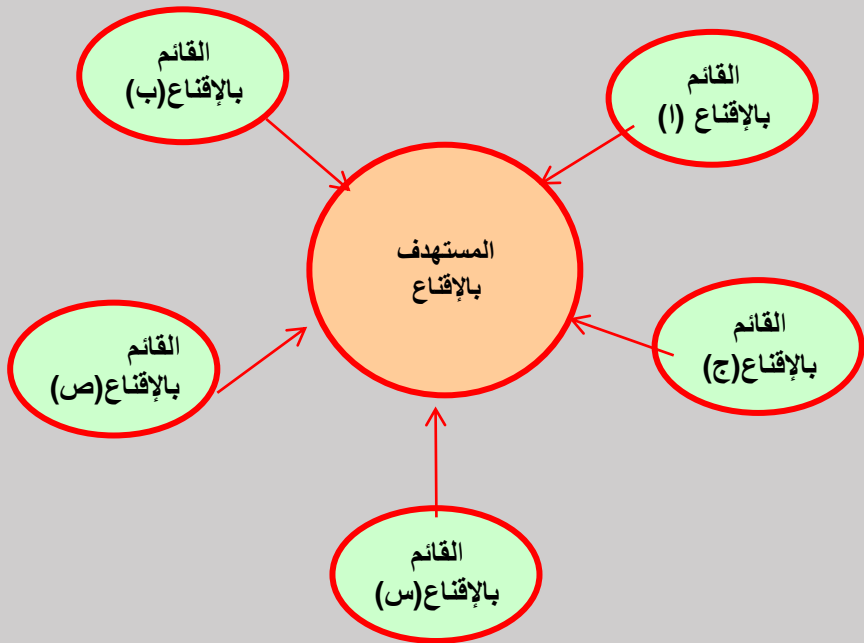 القائم
بالإقناع (ا)
القائم
بالإقناع(ب)
المستهدف
بالإقناع
القائم
بالإقناع(ج)
القائم
بالإقناع(ص)
القائم
بالإقناع(س)